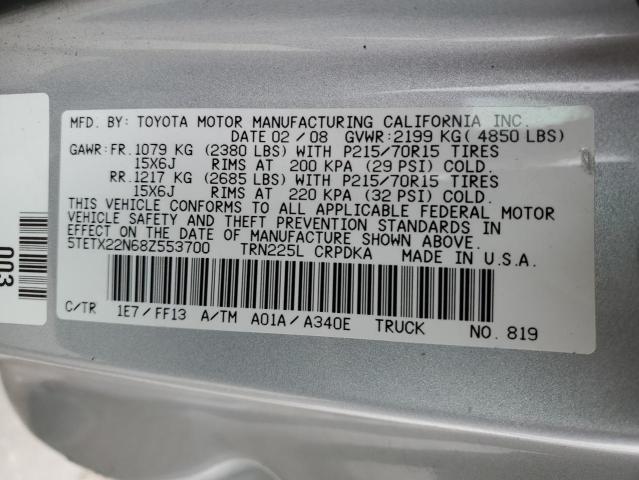 MFD. BY: TOYOTA MOTOR MANUFACTURING CALIFORNIA INC.
DATE 02 / 08 GVWR: 2199 KG( 4850 LBS)
GAWR: FR. 1079 KG (2380 LBS) WITH P215/70R15 TIRES
15X6J RIMS AT 200 KPA (29 PSI) COLD.
RR. 1217 KG (2685 LBS) WITH P215/70R15 TIRES
15X6J RIMS AT 220 KPA (32 PSI) COLD.
THIS VEHICLE CONFORMS TO ALL APPLICABLE FEDERAL MOTOR
VEHICLE SAFETY AND THEFT PREVENTION STANDARDS IN
EFFECT ON THE DATE OF MANUFACTURE SHOWN ABOVE.
5TETX22N68Z553700 TRN225L CRPDKA MADE IN U.S.A.
C/TR 1E7 / FF13 A/TM A01A / A340E TRUCK NO. 819
003